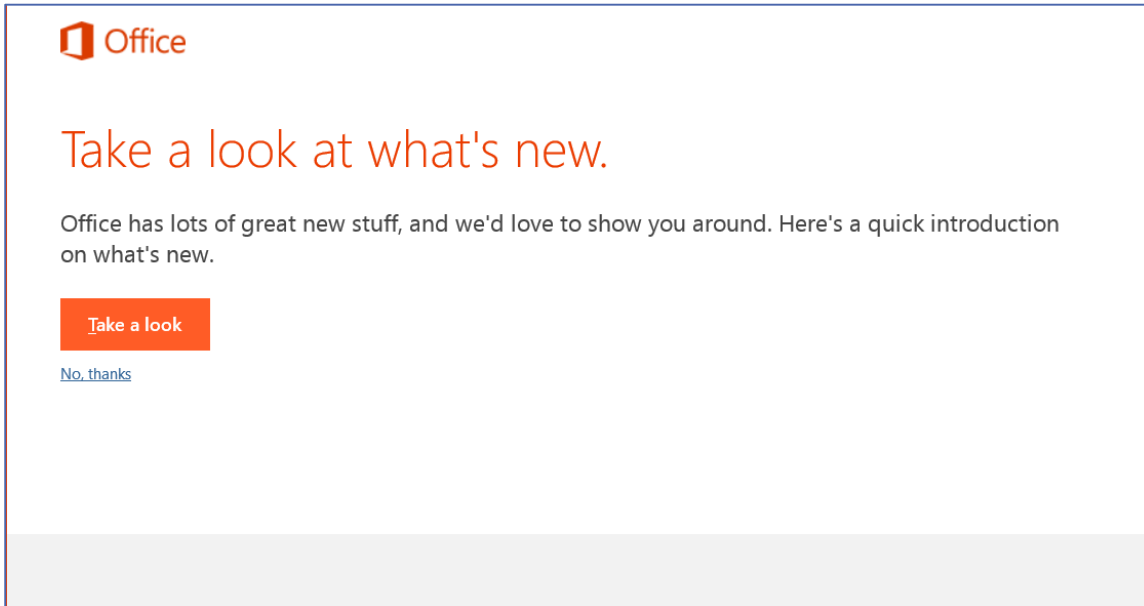 Office
Take a look at what's new.
Office has lots of great new stuff, and we'd love to show you around. Here's a quick introduction
on what's new.
Take a look
No, thanks